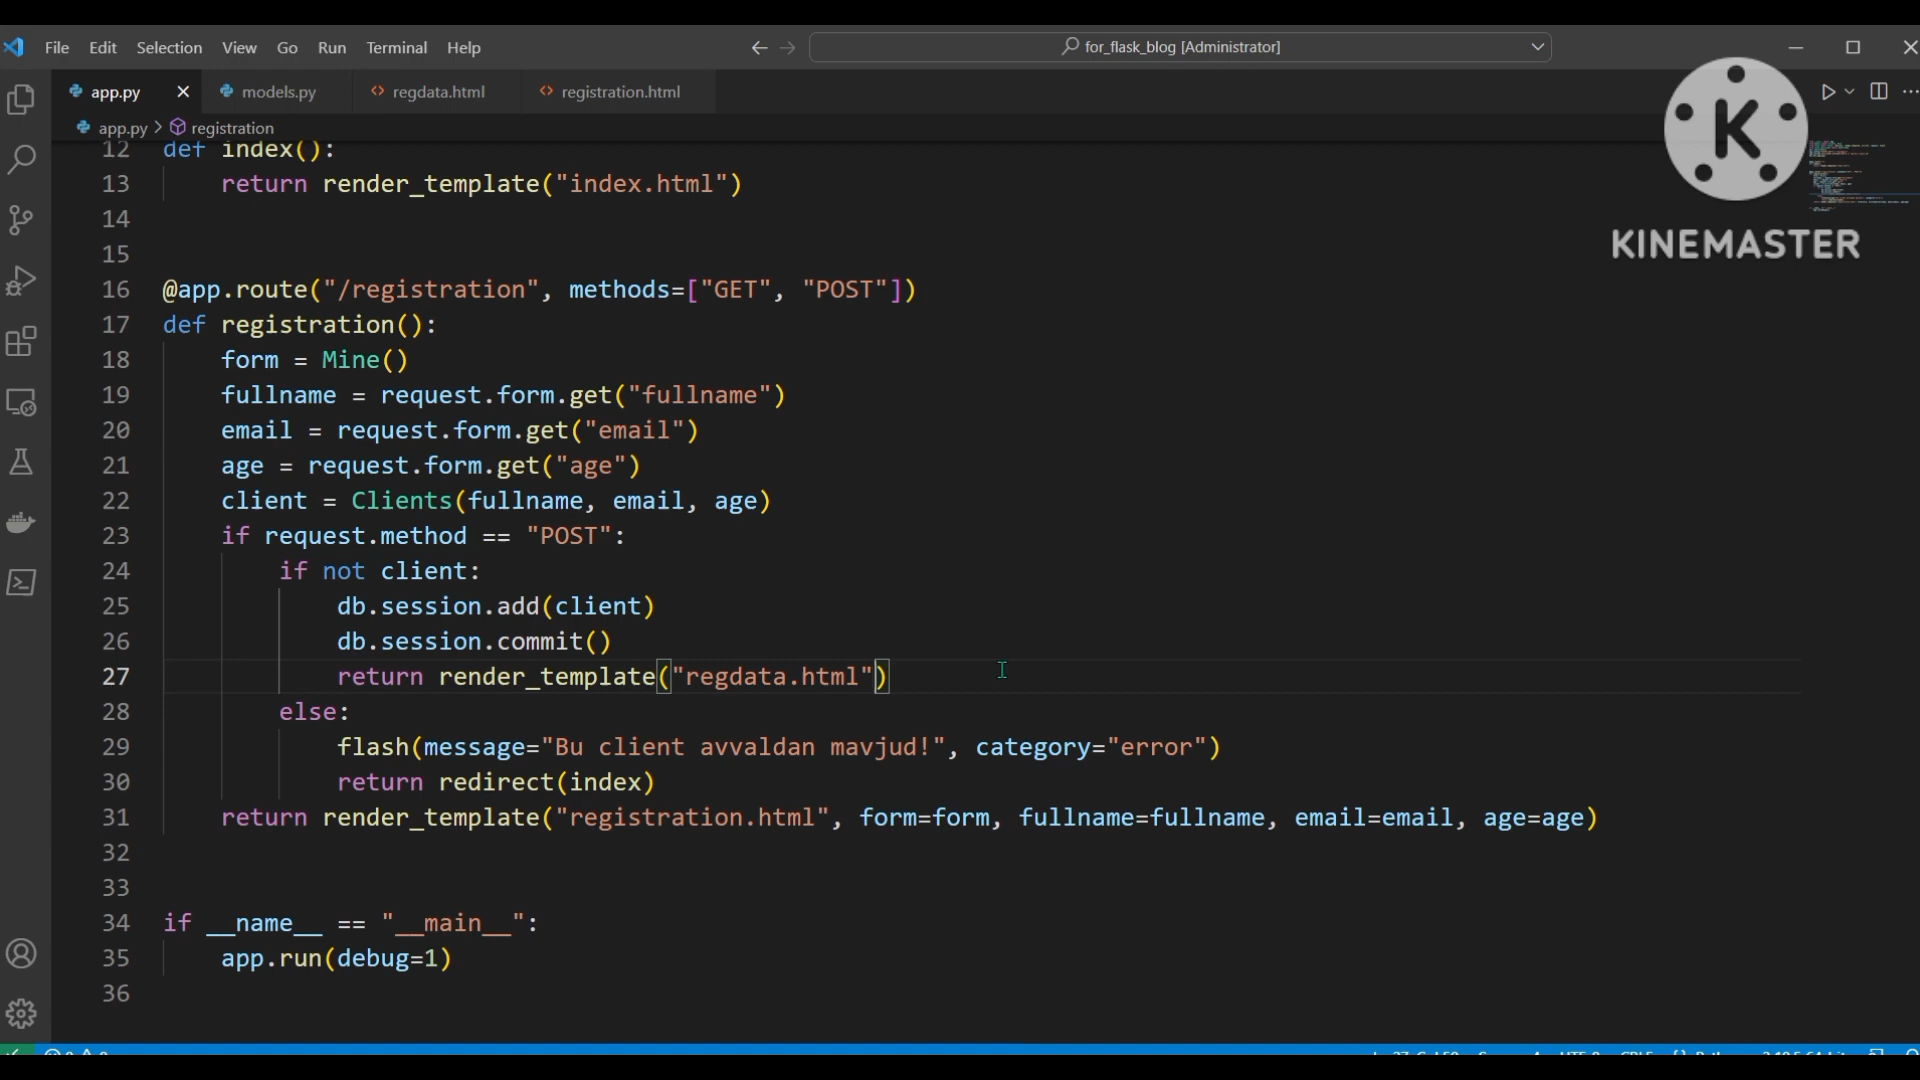 File Edit Selection View Go Run Terminal Help for_flask_blog [Administrator]
app.py models.py regdata.html registration.html
app.py > registration
KINEMASTER
12 def index():
13 return render_template("index.html")
14
15
16 @app.route("/registration", methods=["GET", "POST"])
17 def registration():
18 form = Mine()
19 fullname = request.form.get("fullname")
20 email = request.form.get("email")
21 age = request.form.get("age")
22 client = Clients(fullname, email, age)
23 if request.method == "POST":
24 if not client:
25 db.session.add(client)
26 db.session.commit()
27 return render_template("regdata.html")
28 else:
29 flash(message="Bu client avvaldan mavjud!", category="error")
30 return redirect(index)
31 return render_template("registration.html", form=form, fullname=fullname, email=email, age=age)
32
33
34 if __name__ == "__main__":
35 app.run(debug=1)
36